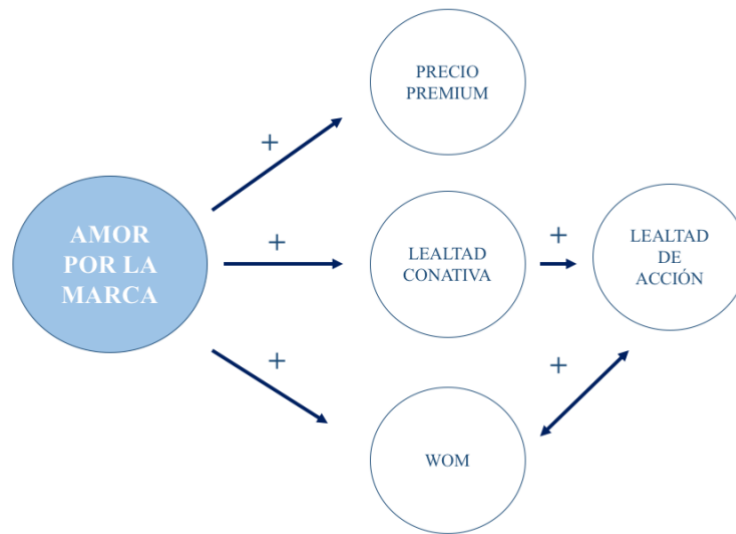 PRECIO
PREMIUM
+
AMOR
POR LA
MARCA
+
LEALTAD
CONATIVA
+
LEALTAD
DE
ACCIÓN
+
WOM
+